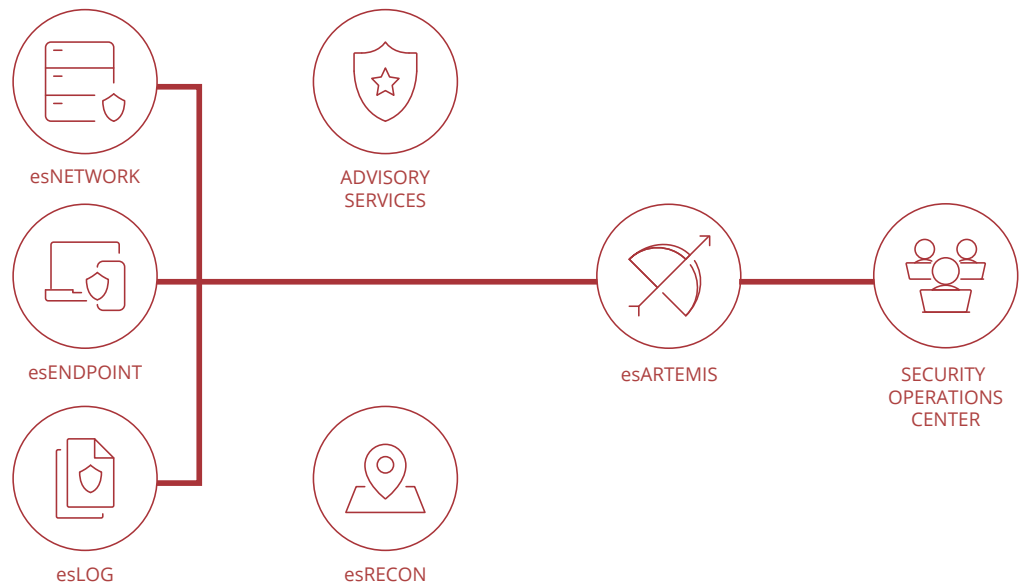 esNETWORK
ADVISORY
SERVICES
esENDPOINT
esARTEMIS
SECURITY
OPERATIONS
CENTER
esLOG
esRECON